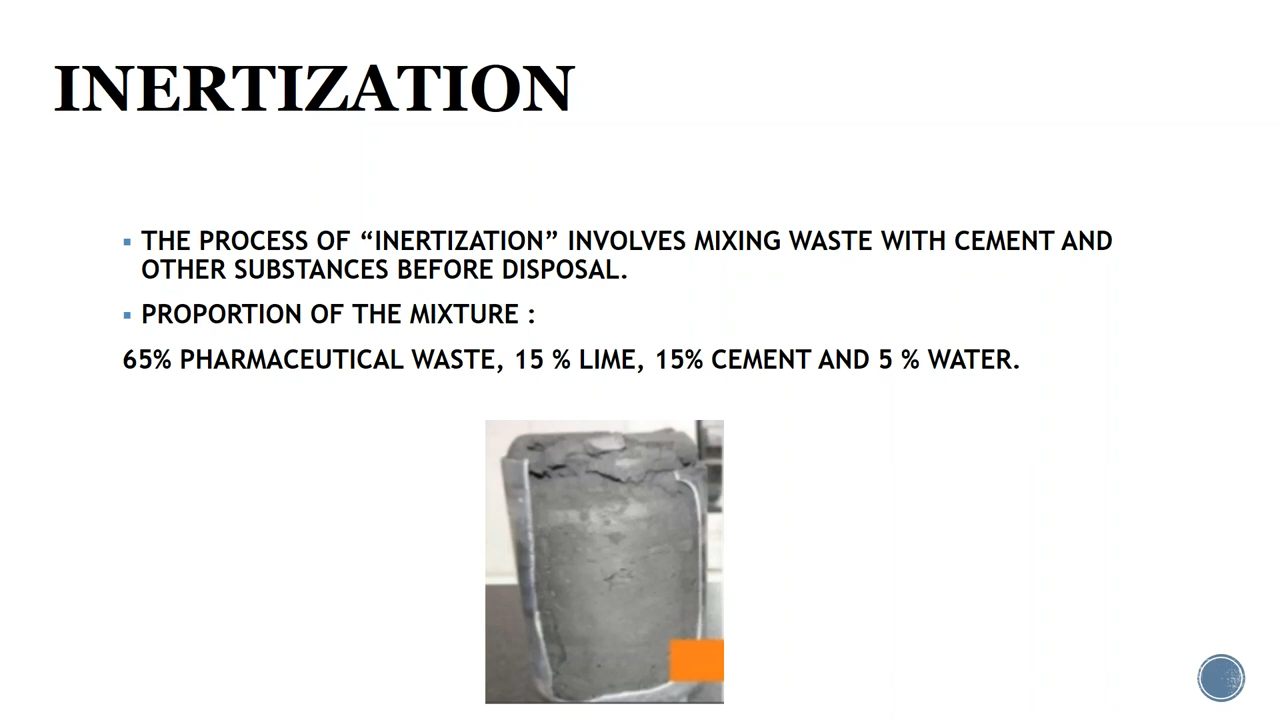 INERTIZATION
▪ THE PROCESS OF “INERTIZATION” INVOLVES MIXING WASTE WITH CEMENT AND
OTHER SUBSTANCES BEFORE DISPOSAL.
▪ PROPORTION OF THE MIXTURE :
65% PHARMACEUTICAL WASTE, 15 % LIME, 15% CEMENT AND 5 % WATER.